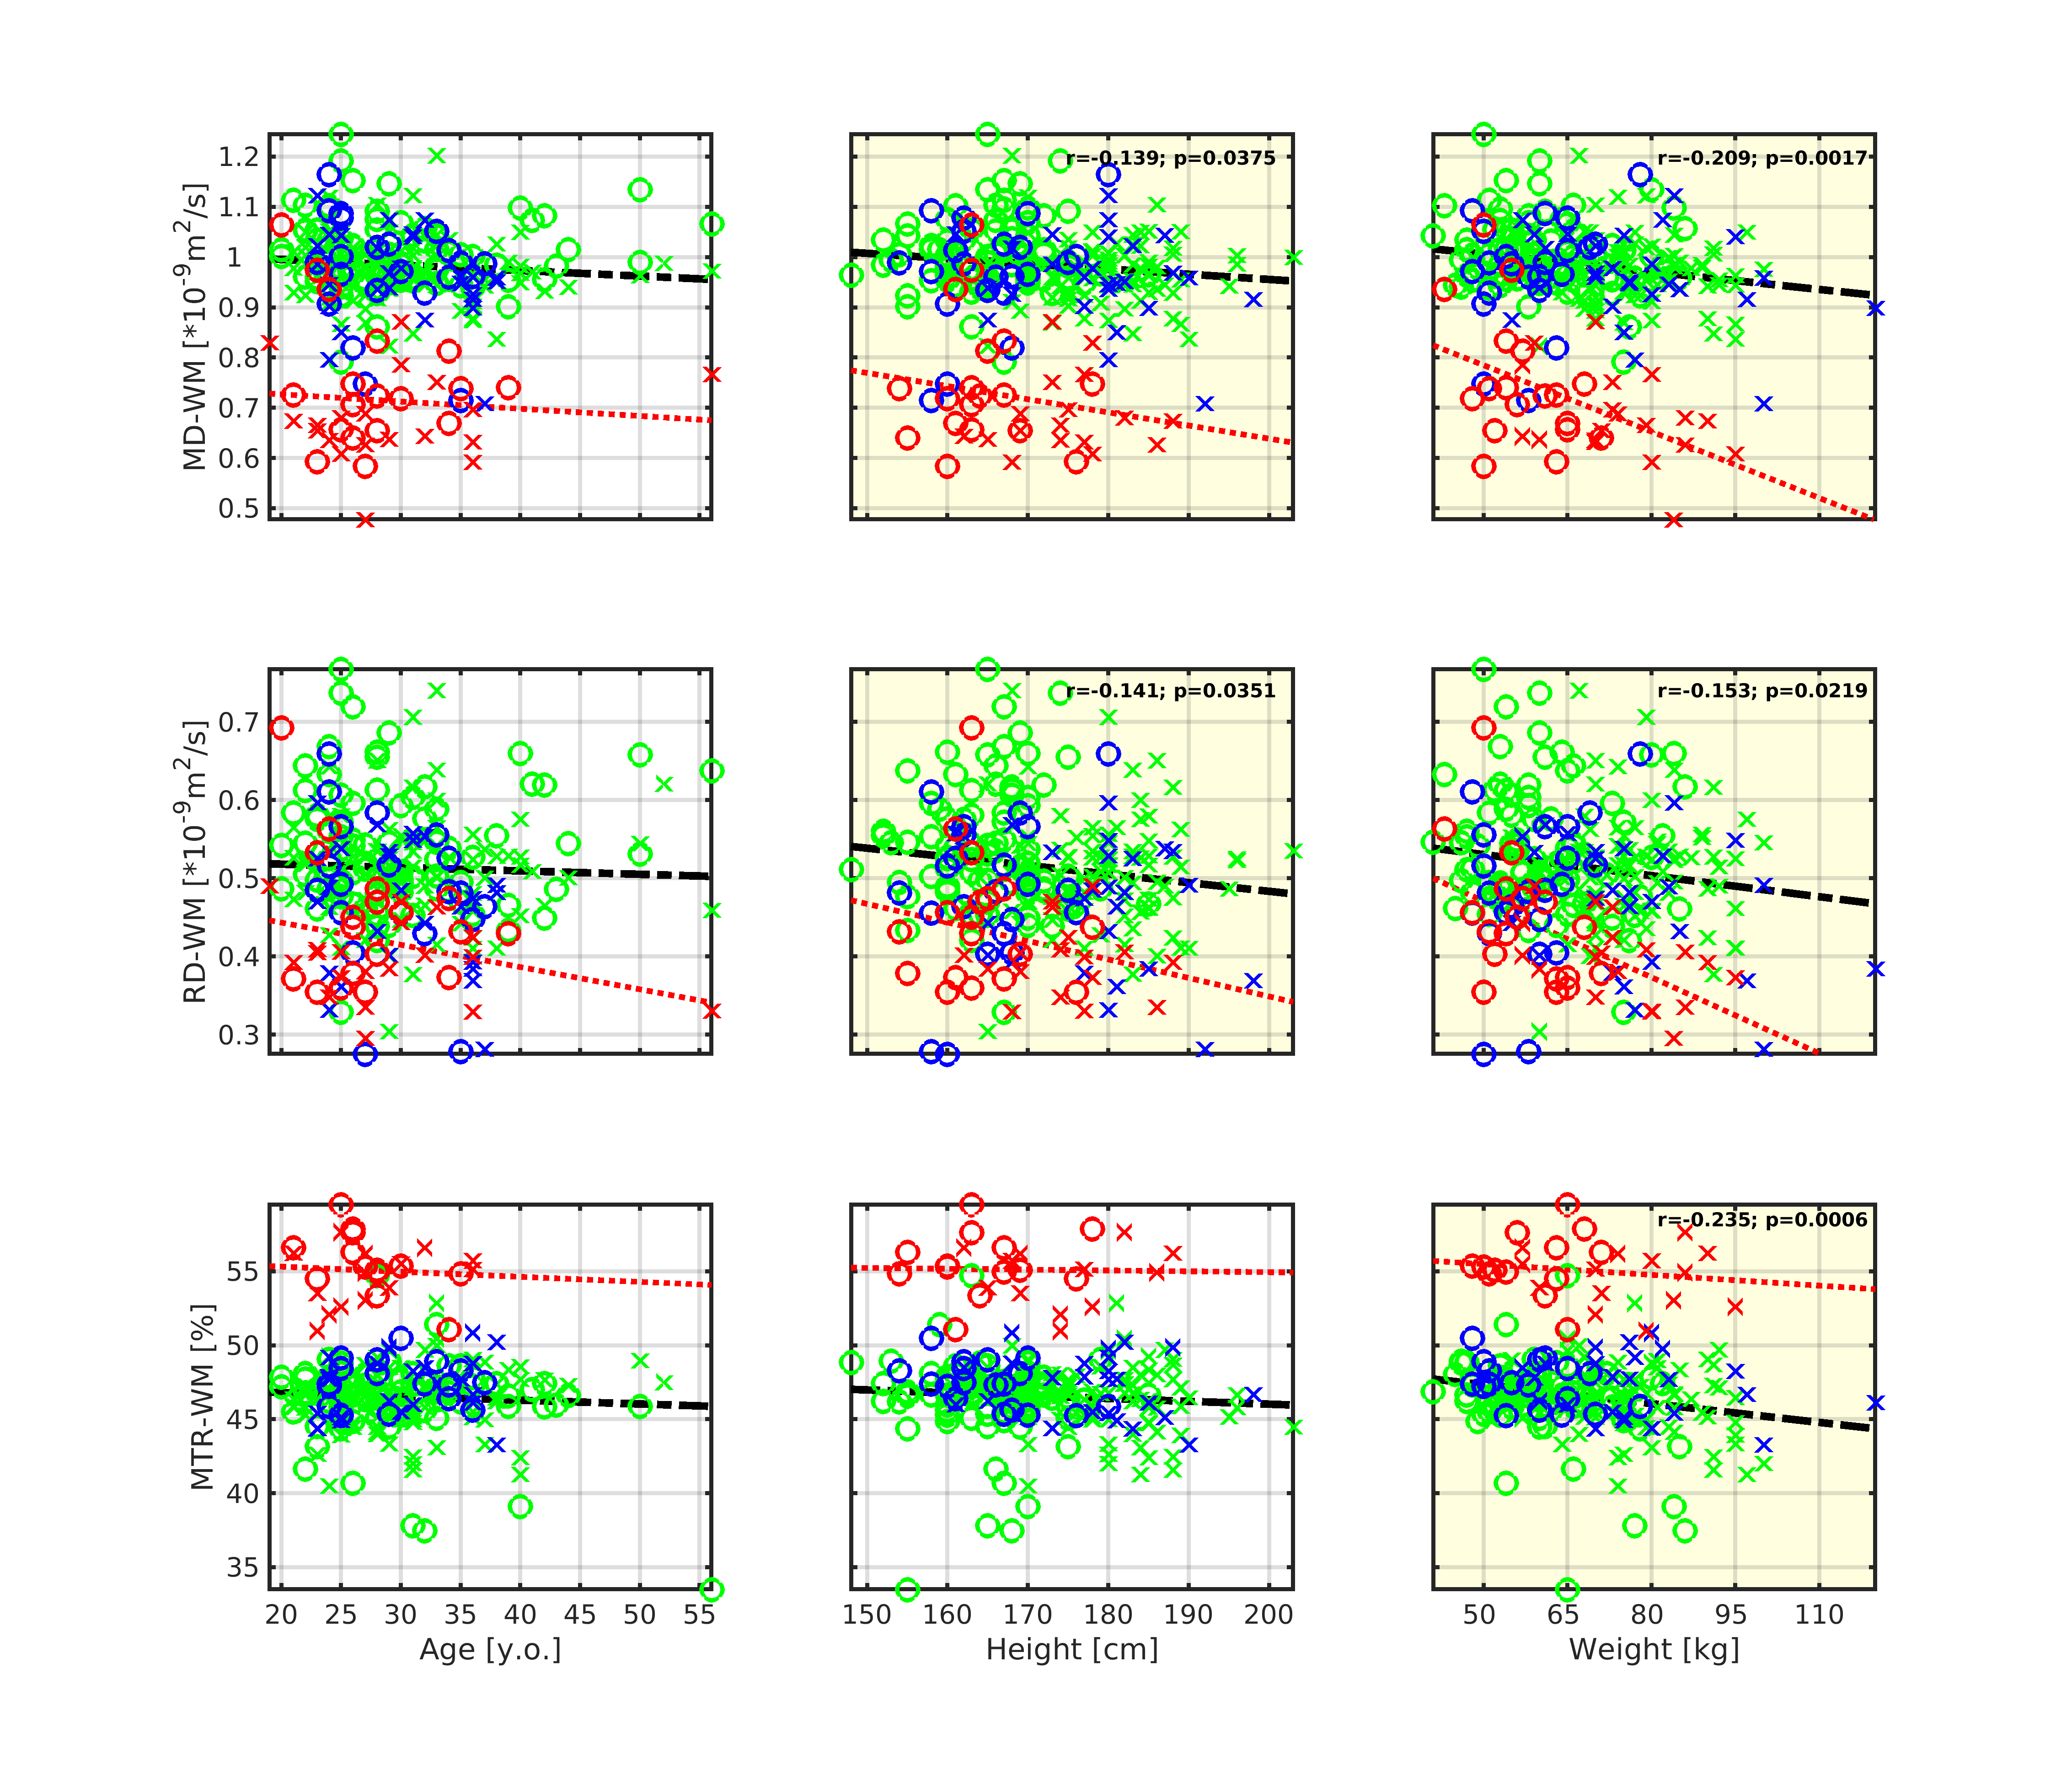 r=-0.139; p=0.0375
r=-0.209; p=0.0017
1.2
1.1
1
0.9
0.8
0.7
0.6
0.5
MD-WM [*10⁻⁹m²/s]
r=-0.141; p=0.0351
r=-0.153; p=0.0219
0.7
0.6
0.5
0.4
0.3
RD-WM [*10⁻⁹m²/s]
r=-0.235; p=0.0006
55
50
45
40
35
MTR-WM [%]
20 25 30 35 40 45 50 55
150 160 170 180 190 200
50 65 80 95 110
Age [y.o.]
Height [cm]
Weight [kg]